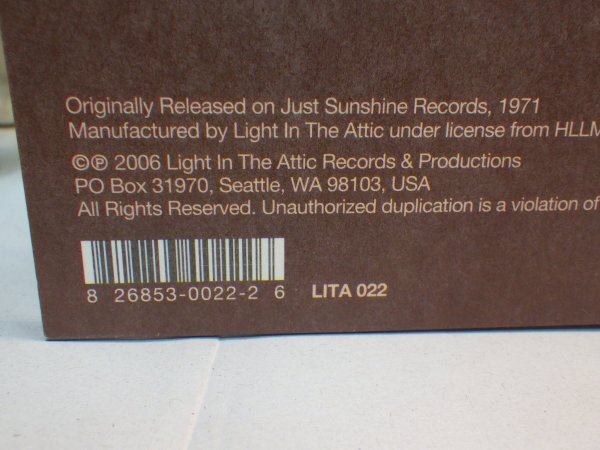 Originally Released on Just Sunshine Records, 1971
Manufactured by Light In The Attic under license from HLLM
©℗ 2006 Light In The Attic Records & Productions
PO Box 31970, Seattle, WA 98103, USA
All Rights Reserved. Unauthorized duplication is a violation of
8 26853-0022-2 6 LITA 022